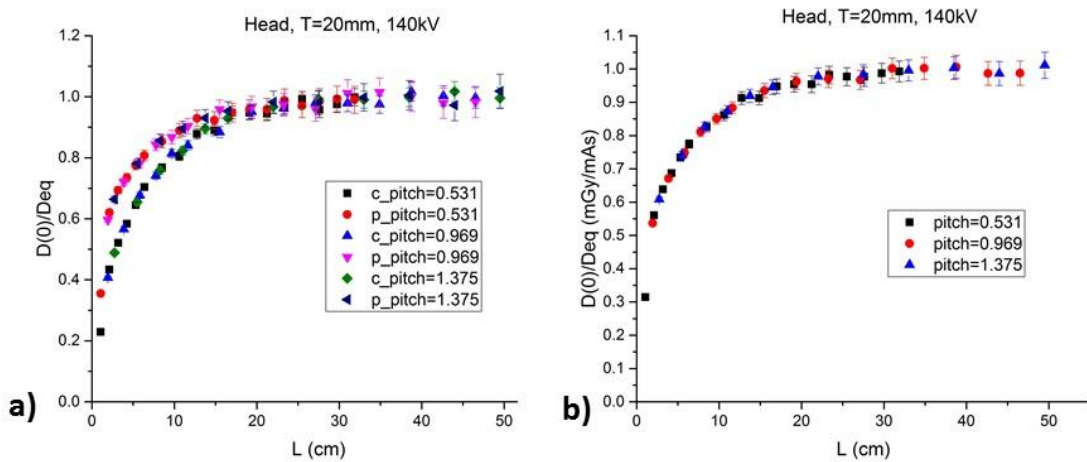 Head, T=20mm, 140kV
1.2
1.0
0.8
0.6
0.4
0.2
0.0
D(0)/Deq
c_pitch=0.531
p_pitch=0.531
c_pitch=0.969
p_pitch=0.969
c_pitch=1.375
p_pitch=1.375
0 10 20 30 40 50
L (cm)
a)
Head, T=20mm, 140kV
1.1
1.0
0.9
0.8
0.7
0.6
0.5
0.4
0.3
0.2
0.1
0.0
D(0)/Deq (mGy/mAs)
pitch=0.531
pitch=0.969
pitch=1.375
0 10 20 30 40 50
L (cm)
b)